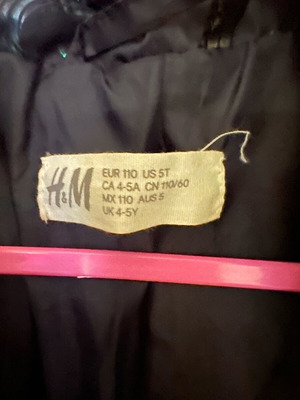 H&M
EUR 110 US 5T
CA 4-5A CN 110/60
MX 110 AUS 5
UK 4-5Y